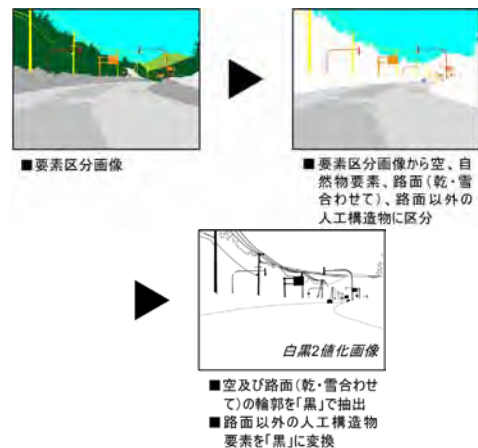 ■要素区分画像
■要素区分画像から空、自
然物要素、路面(乾・雪
合わせて)、路面以外の
人工構造物に区分
白黒2値化画像
■空及び路面(乾・雪合わせ
て)の輪郭を「黒」で抽出
■路面以外の人工構造物
要素を「黒」に変換